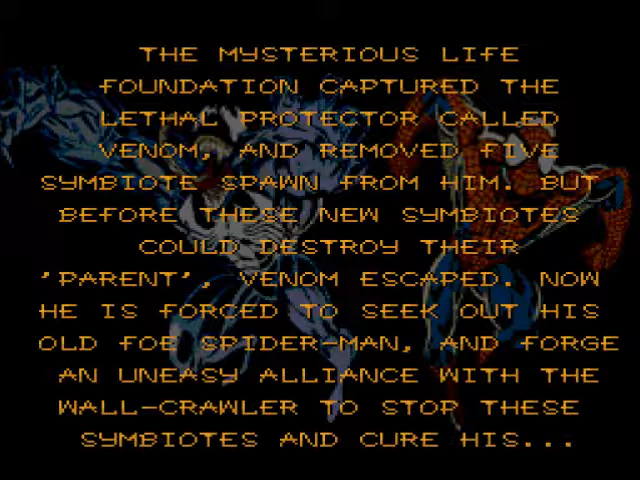 THE MYSTERIOUS LIFE
FOUNDATION CAPTURED THE
LETHAL PROTECTOR CALLED
VENOM, AND REMOVED FIVE
SYMBIOTE SPAWN FROM HIM. BUT
BEFORE THESE NEW SYMBIOTES
COULD DESTROY THEIR
'PARENT', VENOM ESCAPED. NOW
HE IS FORCED TO SEEK OUT HIS
OLD FOE SPIDER-MAN, AND FORGE
AN UNEASY ALLIANCE WITH THE
WALL-CRAWLER TO STOP THESE
SYMBIOTES AND CURE HIS...